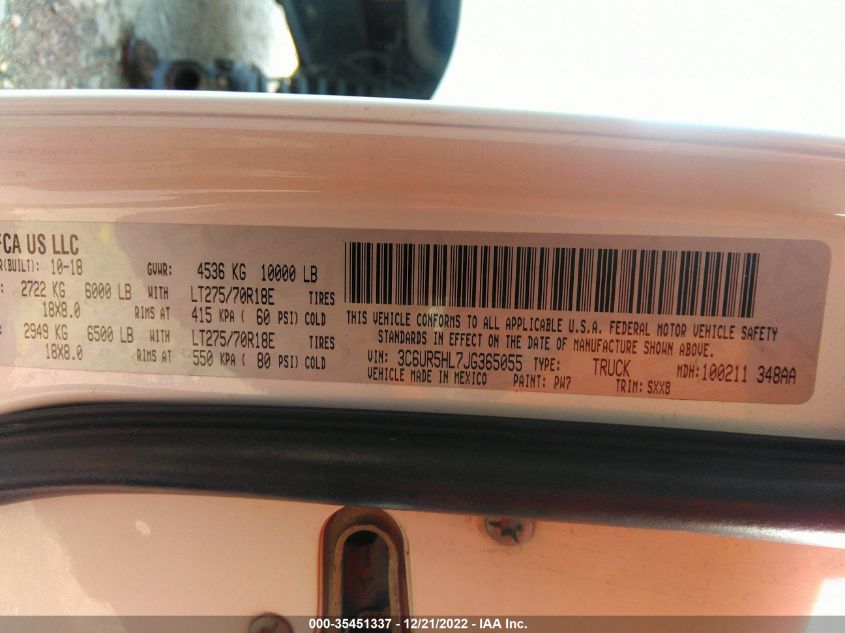 FCA US LLC
R(BUILT): 10-18 GVWR: 4536 KG 10000 LB
: 2722 KG 6000 LB WITH LT275/70R18E TIRES
18X8.0 RIMS AT 415 KPA ( 60 PSI) COLD
: 2949 KG 6500 LB WITH LT275/70R18E TIRES
18X8.0 RIMS AT 550 KPA ( 80 PSI) COLD
THIS VEHICLE CONFORMS TO ALL APPLICABLE U.S.A. FEDERAL MOTOR VEHICLE SAFETY
STANDARDS IN EFFECT ON THE DATE OF MANUFACTURE SHOWN ABOVE.
VIN: 3C6UR5HL7JG365055 TYPE: TRUCK MDH: 100211 348AA
VEHICLE MADE IN MEXICO PAINT: PW7 TRIM: SXX8
000-35451337 - 12/21/2022 - IAA Inc.